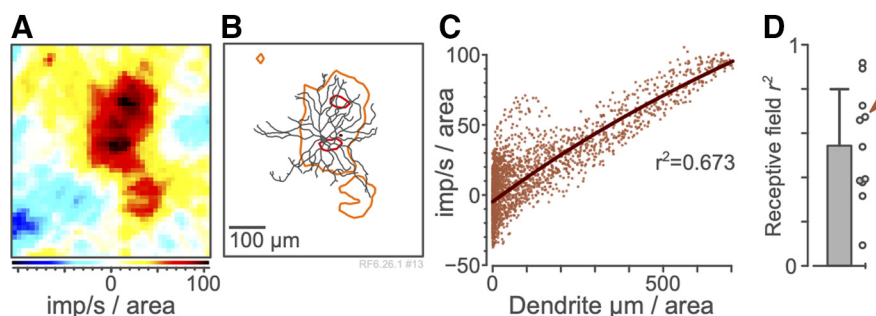 A
0
100
imp/s / area
B
100 μm
RF6.26.1 #13
C
100
50
0
−50
imp/s / area
r²=0.673
0
500
Dendrite μm / area
D
1
0
Receptive field r²